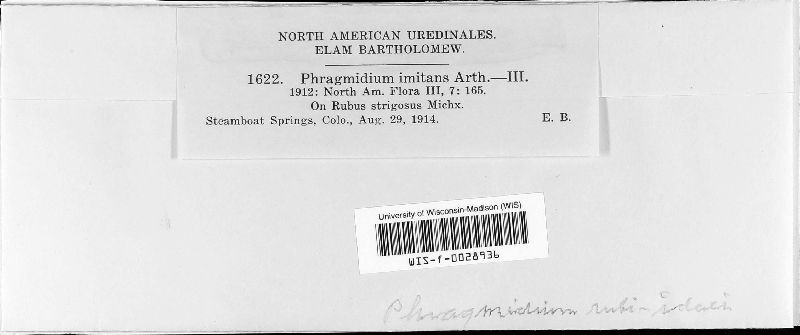 NORTH AMERICAN UREDINALES.
ELAM BARTHOLOMEW.
1622. Phragmidium imitans Arth.—III.
1912: North Am. Flora III, 7: 165.
On Rubus strigosus Michx.
Steamboat Springs, Colo., Aug. 29, 1914. E. B.
University of Wisconsin-Madison (WIS)
WIS-f-0028936
Phragmidium rubi-idaei